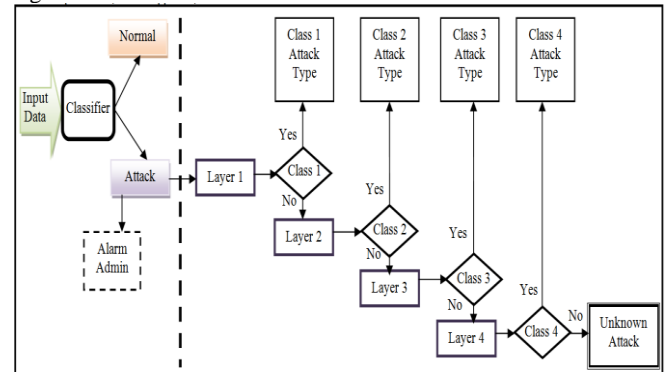 Normal
Input
Data
Classifier
Attack
Alarm
Admin
Class 1
Attack
Type
Class 2
Attack
Type
Class 3
Attack
Type
Class 4
Attack
Type
Yes
Layer 1
Class 1
No
Yes
Layer 2
Class 2
No
Yes
Layer 3
Class 3
No
Yes
Layer 4
Class 4
No
Unknown
Attack